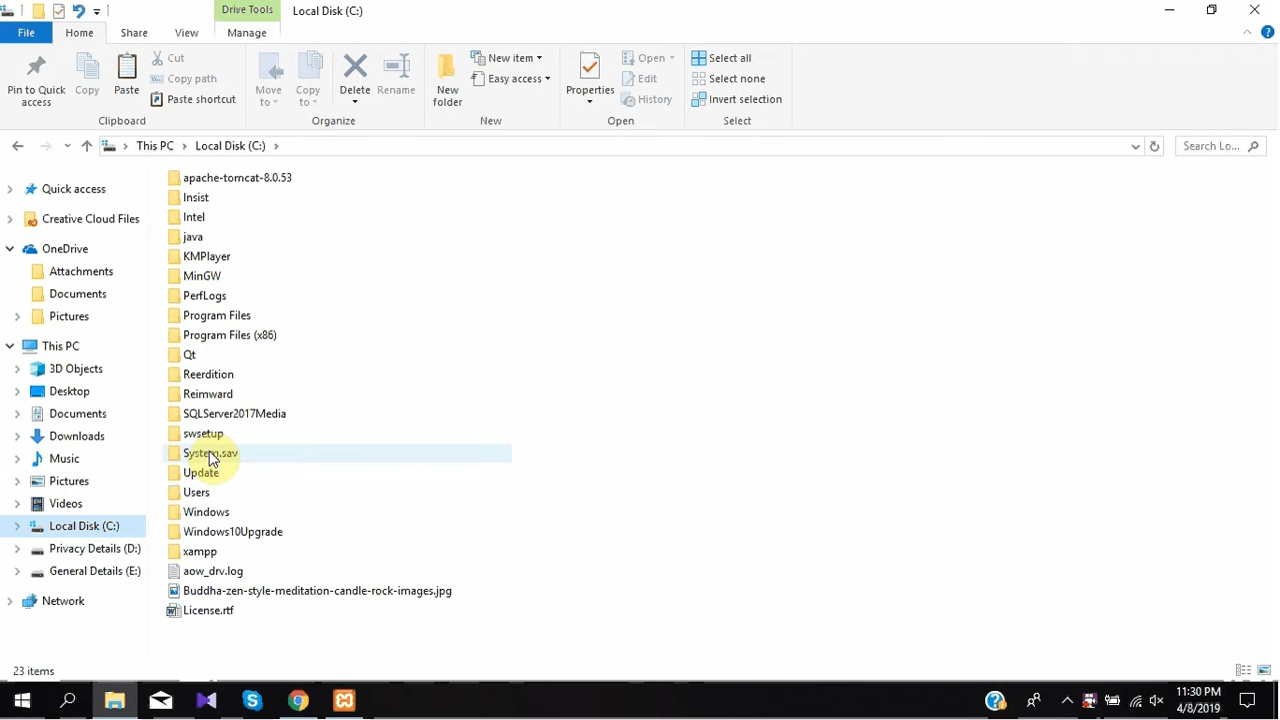 Drive Tools Local Disk (C:)
File Home Share View Manage
Pin to Quick access
Copy
Paste
Cut
Copy path
Paste shortcut
Clipboard
Move to
Copy to
Delete
Rename
Organize
New folder
New item
Easy access
New
Properties
Open
Edit
History
Open
Select all
Select none
Invert selection
Select
This PC Local Disk (C:) Search Lo...
Quick access
Creative Cloud Files
OneDrive
Attachments
Documents
Pictures
This PC
3D Objects
Desktop
Documents
Downloads
Music
Pictures
Videos
Local Disk (C:)
Privacy Details (D:)
General Details (E:)
Network
apache-tomcat-8.0.53
Insist
Intel
java
KMPlayer
MinGW
PerfLogs
Program Files
Program Files (x86)
Qt
Reerdition
Reimward
SQLServer2017Media
swsetup
System.sav
Update
Users
Windows
Windows10Upgrade
xampp
aow_drv.log
Buddha-zen-style-meditation-candle-rock-images.jpg
License.rtf
23 items
11:30 PM
4/8/2019